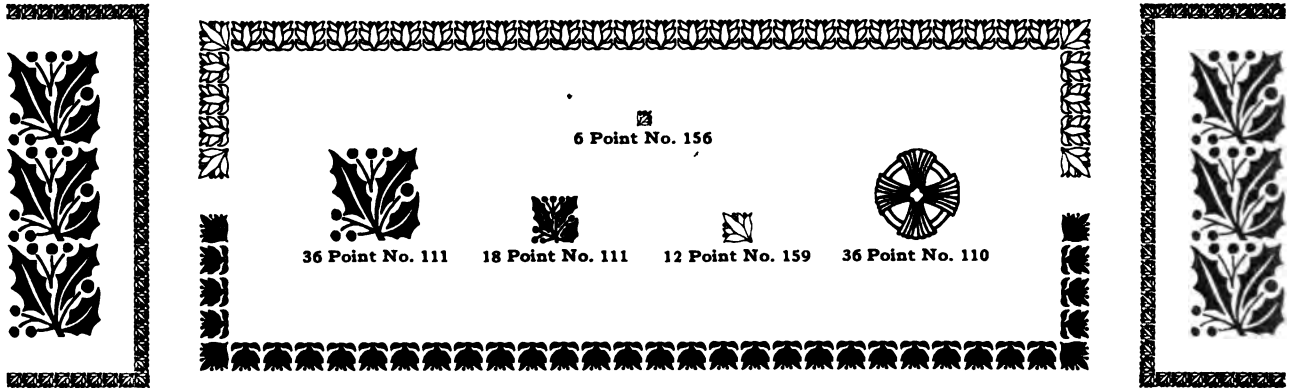 6 Point No. 156
36 Point No. 111
18 Point No. 111
12 Point No. 159
36 Point No. 110